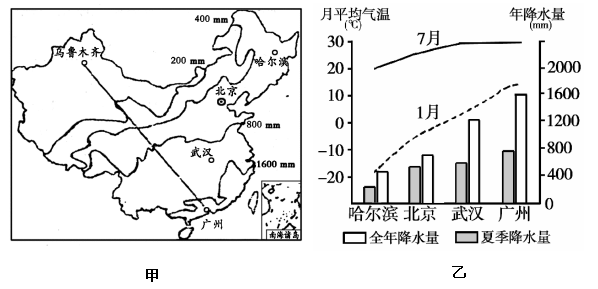 400 mm
乌鲁木齐
200 mm
哈尔滨
北京
800 mm
武汉
1600 mm
广州
南海诸岛
甲
月平均气温
(℃)
年降水量
(mm)
30
20
10
0
-10
-20
7月
1月
2000
1600
1200
800
400
0
哈尔滨 北京 武汉 广州
全年降水量 夏季降水量
乙